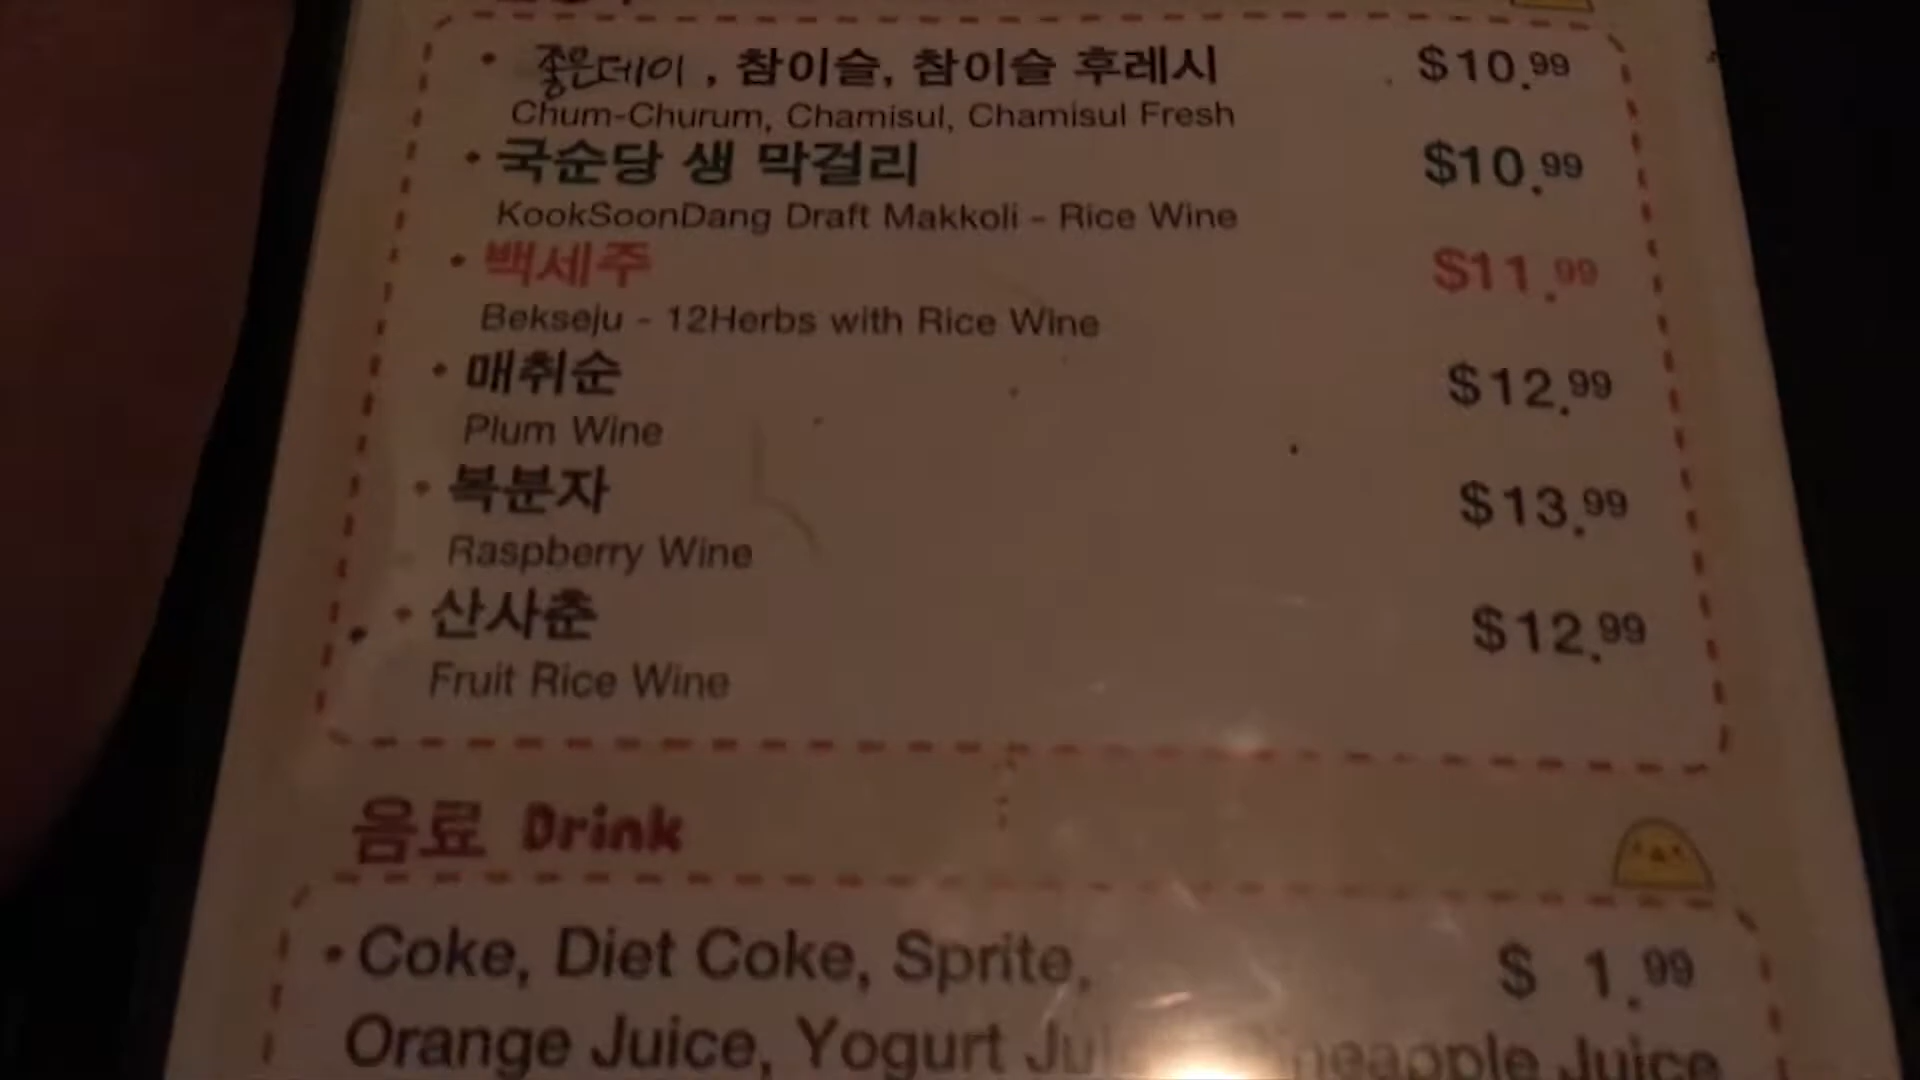 좋은데이, 참이슬, 참이슬 후레시 $10.99
Chum-Churum, Chamisul, Chamisul Fresh
국순당 생 막걸리 $10.99
KookSoonDang Draft Makkoli - Rice Wine
백세주 $11.99
Bekseju - 12Herbs with Rice Wine
매취순 $12.99
Plum Wine
복분자 $13.99
Raspberry Wine
산사춘 $12.99
Fruit Rice Wine
음료 Drink
Coke, Diet Coke, Sprite, $ 1.99
Orange Juice, Yogurt Juice